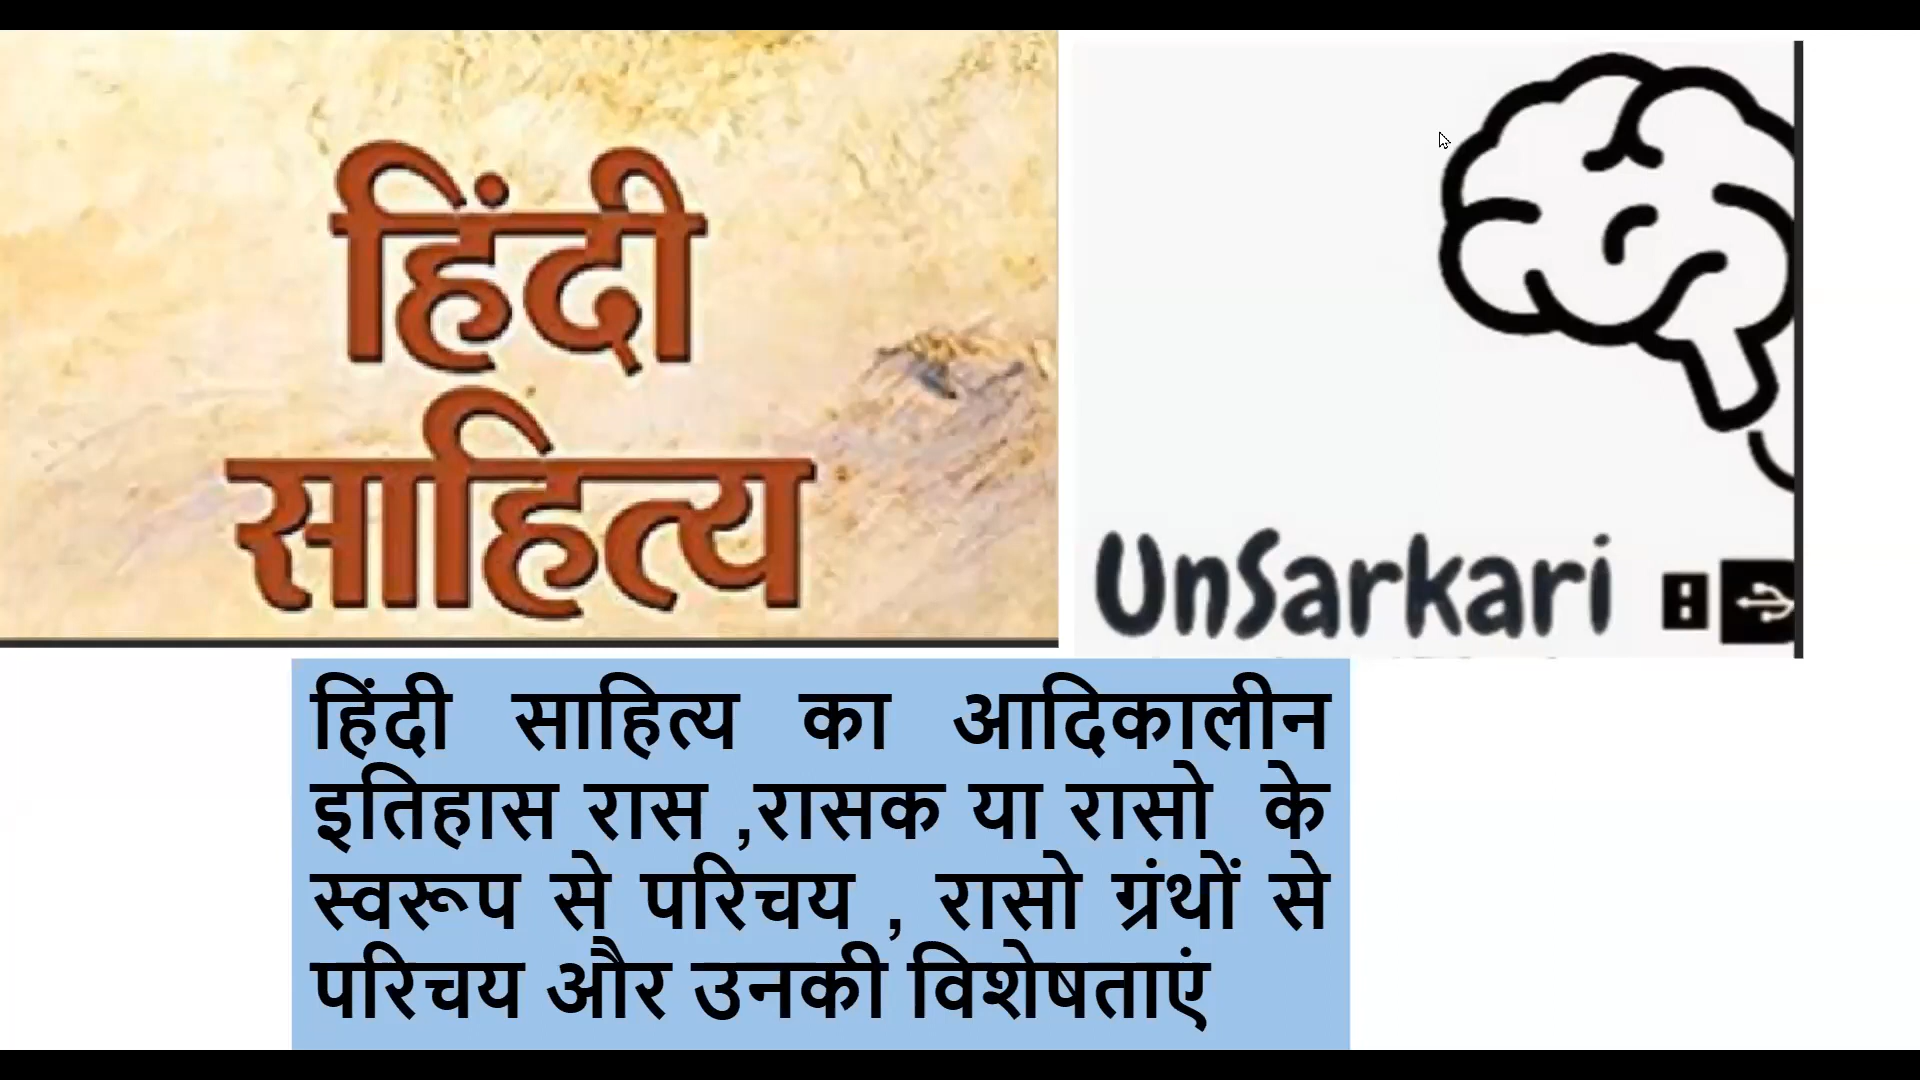 हिंदी
साहित्य
UnSarkari
हिंदी साहित्य का आदिकालीन
इतिहास रास ,रासक या रासो के
स्वरूप से परिचय , रासो ग्रंथों से
परिचय और उनकी विशेषताएं